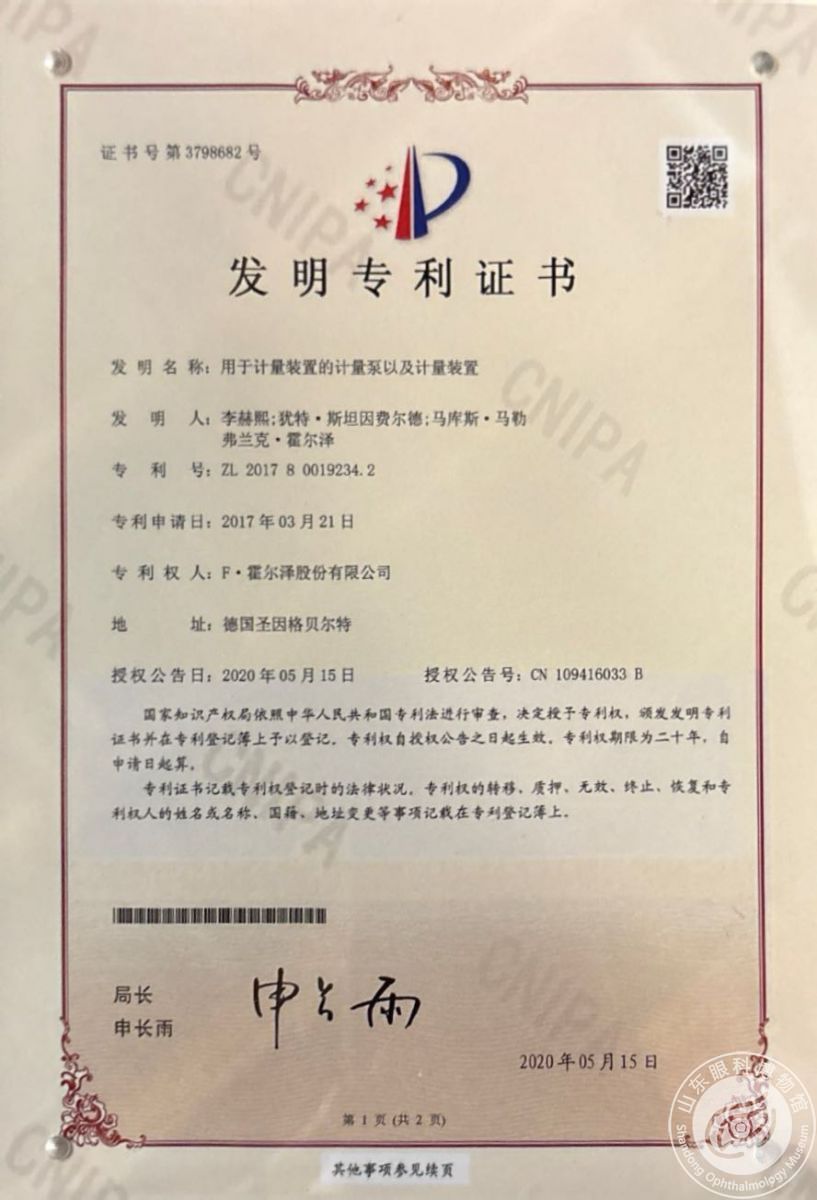 证书号第3798682号
发明专利证书
发明名称：用于计量装置的计量泵以及计量装置
发明人：李赫熙;犹特·斯坦因费尔德;马库斯·马勒
弗兰克·霍尔泽
专利号：ZL 2017 8 0019234.2
专利申请日：2017年03月21日
专利权人：F·霍尔泽股份有限公司
地址：德国圣因格贝尔特
授权公告日：2020年05月15日 授权公告号：CN 109416033 B
国家知识产权局依照中华人民共和国专利法进行审查，决定授予专利权，颁发发明专利
证书并在专利登记簿上予以登记。专利权自授权公告之日起生效。专利权期限为二十年，自
申请日起算。
专利证书记载专利权登记时的法律状况。专利权的转移、质押、无效、终止、恢复和专
利权人的姓名或名称、国籍、地址变更等事项记载在专利登记簿上。
局长
申长雨
申长雨
2020年05月15日
第1页(共2页)
其他事项参见续页
CNIPA
CNIPA
CNIPA
CNIPA
山东眼科博物馆
Shandong Ophthalmology Museum